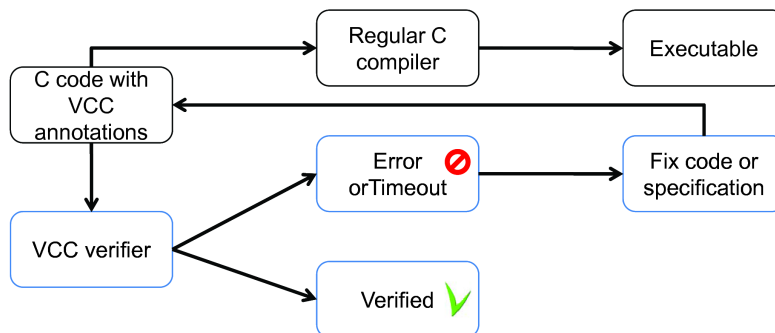 Regular C
compiler
Executable
C code with
VCC
annotations
Error
orTimeout
Fix code or
specification
VCC verifier
Verified